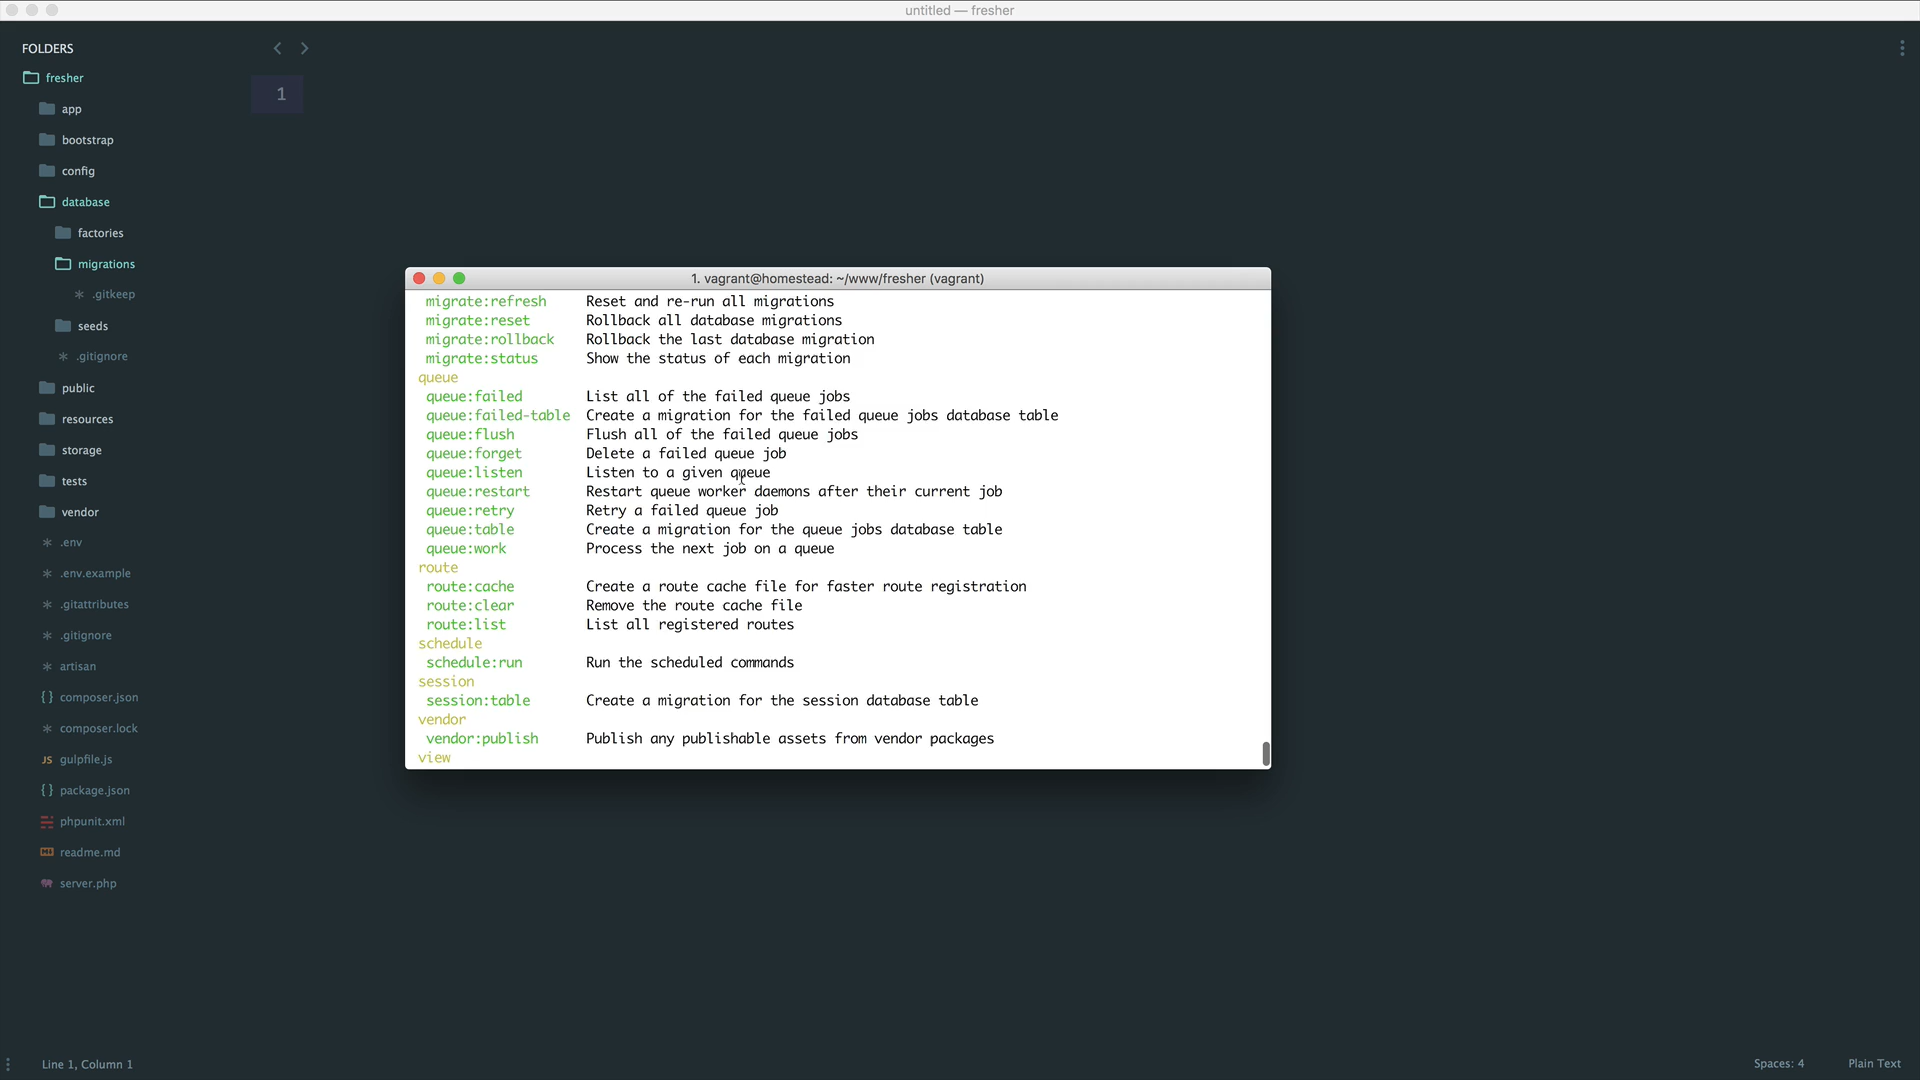 untitled — fresher
FOLDERS
fresher
app
bootstrap
config
database
factories
migrations
.gitkeep
seeds
.gitignore
public
resources
storage
tests
vendor
.env
.env.example
.gitattributes
.gitignore
artisan
{ } composer.json
composer.lock
JS gulpfile.js
{ } package.json
phpunit.xml
readme.md
server.php
1
1. vagrant@homestead: ~/www/fresher (vagrant)
migrate:refresh Reset and re-run all migrations
migrate:reset Rollback all database migrations
migrate:rollback Rollback the last database migration
migrate:status Show the status of each migration
queue
queue:failed List all of the failed queue jobs
queue:failed-table Create a migration for the failed queue jobs database table
queue:flush Flush all of the failed queue jobs
queue:forget Delete a failed queue job
queue:listen Listen to a given queue
queue:restart Restart queue worker daemons after their current job
queue:retry Retry a failed queue job
queue:table Create a migration for the queue jobs database table
queue:work Process the next job on a queue
route
route:cache Create a route cache file for faster route registration
route:clear Remove the route cache file
route:list List all registered routes
schedule
schedule:run Run the scheduled commands
session
session:table Create a migration for the session database table
vendor
vendor:publish Publish any publishable assets from vendor packages
view
Line 1, Column 1
Spaces: 4
Plain Text